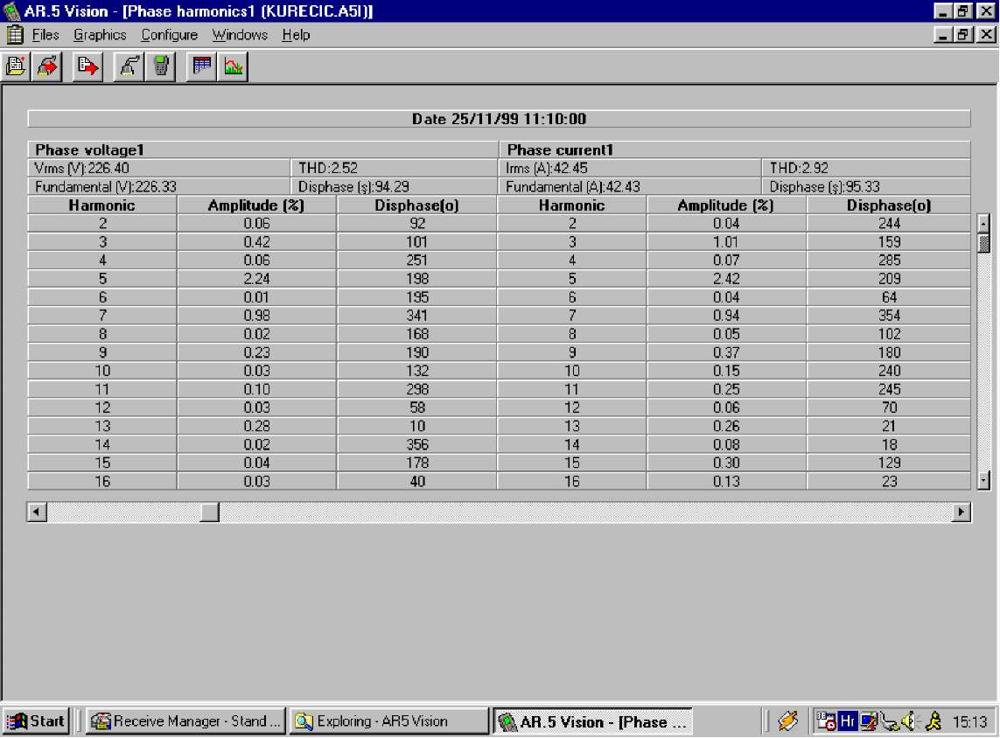 AR.5 Vision - [Phase harmonics1 (KURECIC.A5I)]
Files Graphics Configure Windows Help
Date 25/11/99 11:10:00
Phase voltage1 Phase current1
Vrms (V):226.40 THD:2.52 Irms (A):42.45 THD:2.92
Fundamental (V):226.33 Disphase (ş):94.29 Fundamental (A):42.43 Disphase (ş):95.33
Harmonic Amplitude (%) Disphase(o) Harmonic Amplitude (%) Disphase(o)
2 0.06 92 2 0.04 244
3 0.42 101 3 1.01 159
4 0.06 251 4 0.07 285
5 2.24 198 5 2.42 209
6 0.01 195 6 0.04 64
7 0.98 341 7 0.94 354
8 0.02 168 8 0.05 102
9 0.23 190 9 0.37 180
10 0.03 132 10 0.15 240
11 0.10 298 11 0.25 245
12 0.03 58 12 0.06 70
13 0.28 10 13 0.26 21
14 0.02 356 14 0.08 18
15 0.04 178 15 0.30 129
16 0.03 40 16 0.13 23
Start Receive Manager - Stand ... Exploring - AR5 Vision AR.5 Vision - [Phase ... Hr 15:13